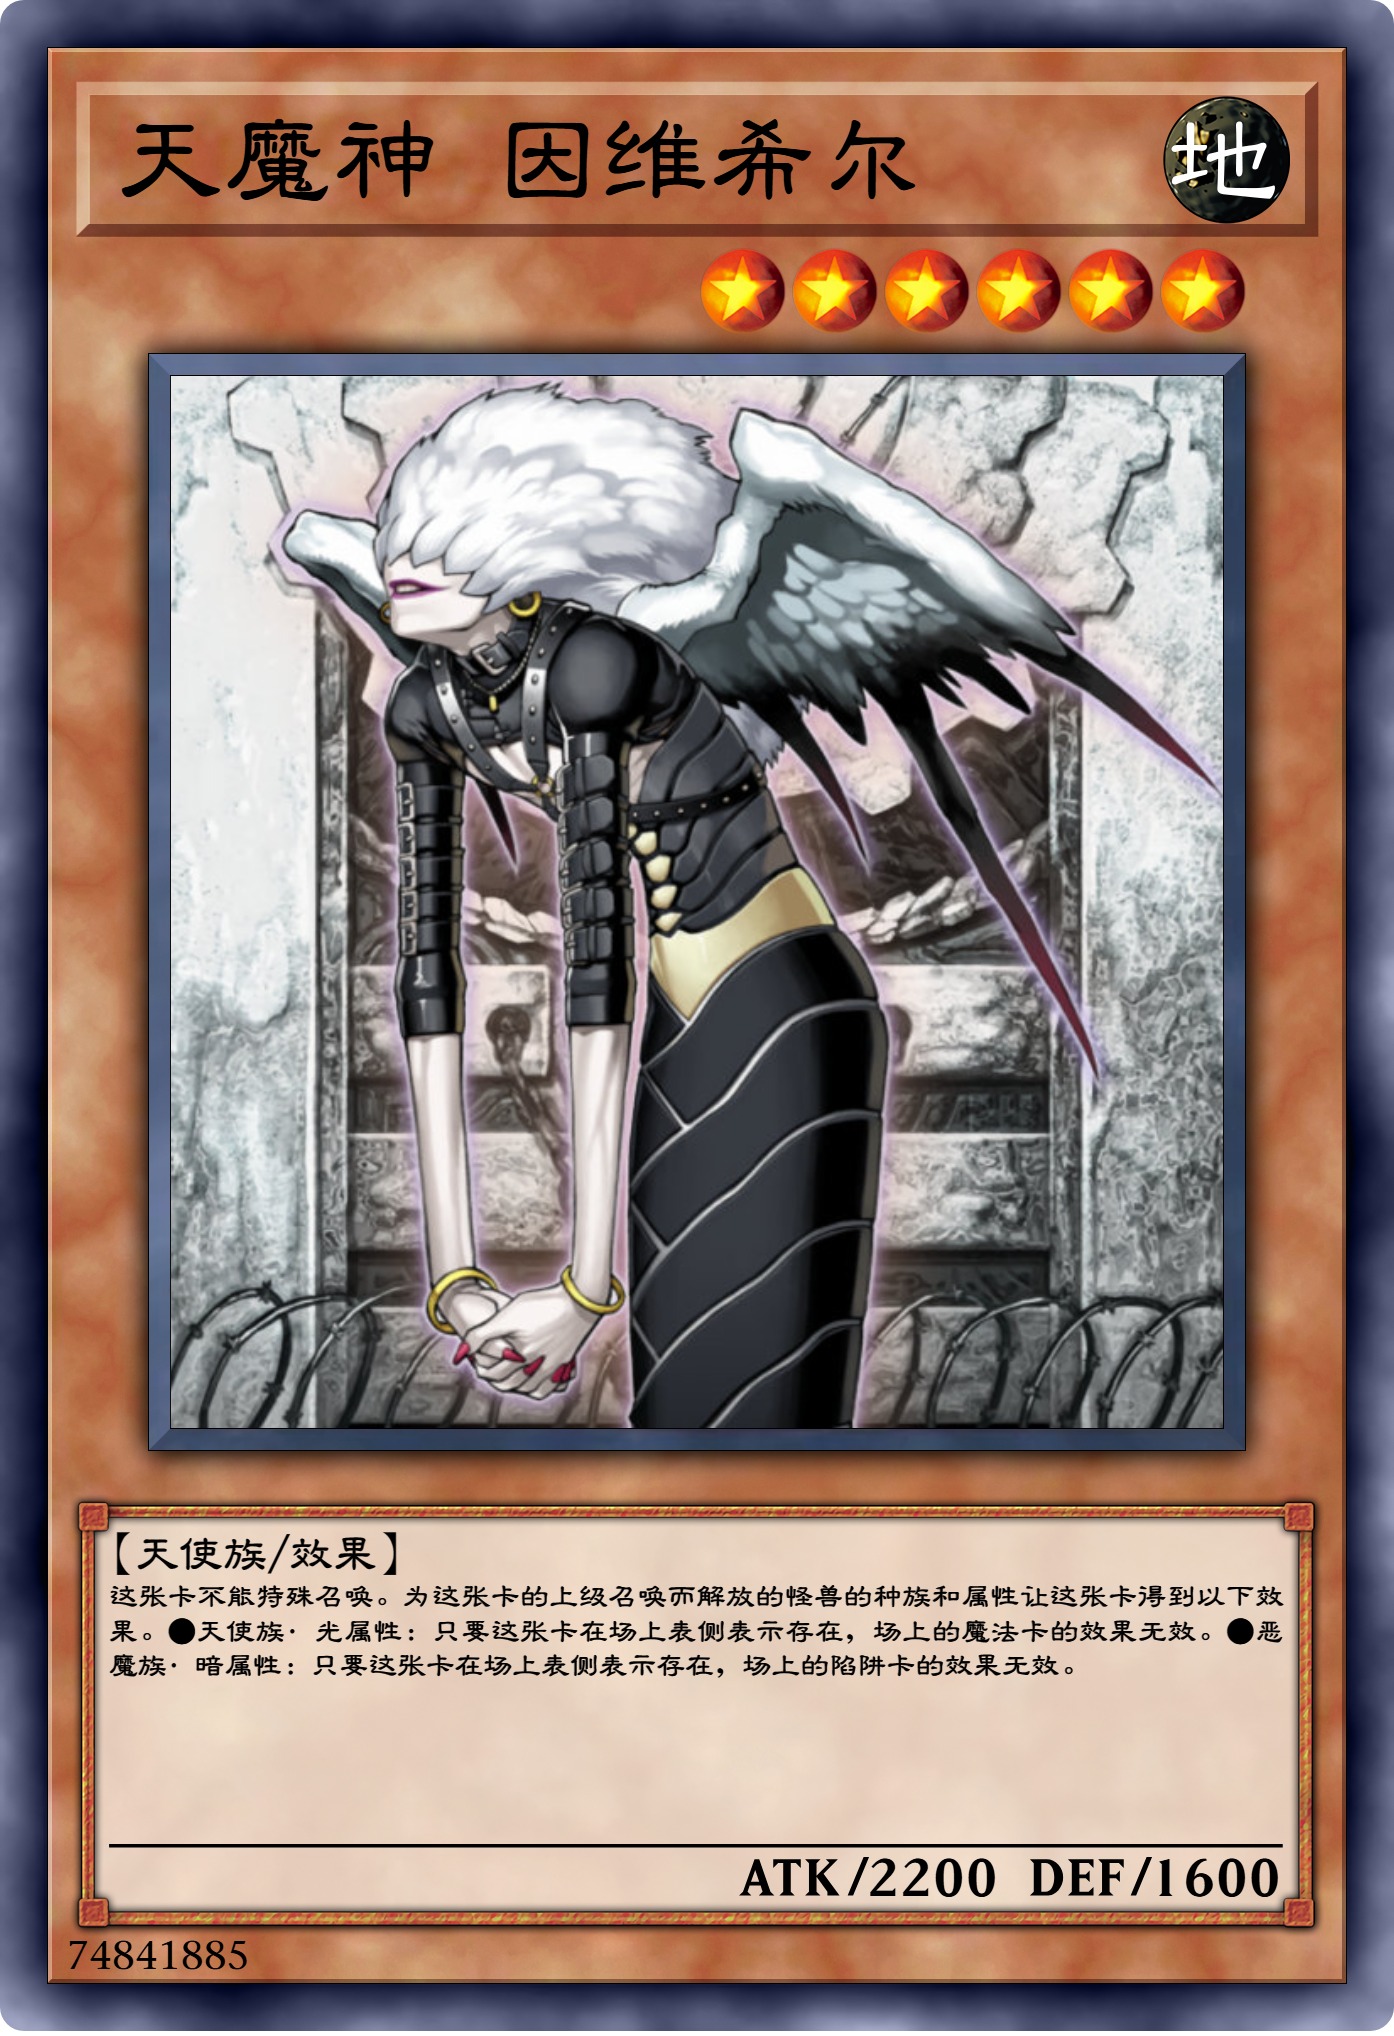 天魔神 因维希尔
地
【天使族/效果】
这张卡不能特殊召唤。为这张卡的上级召唤而解放的怪兽的种族和属性让这张卡得到以下效
果。●天使族·光属性：只要这张卡在场上表侧表示存在，场上的魔法卡的效果无效。●恶
魔族·暗属性：只要这张卡在场上表侧表示存在，场上的陷阱卡的效果无效。
ATK/2200 DEF/1600
74841885